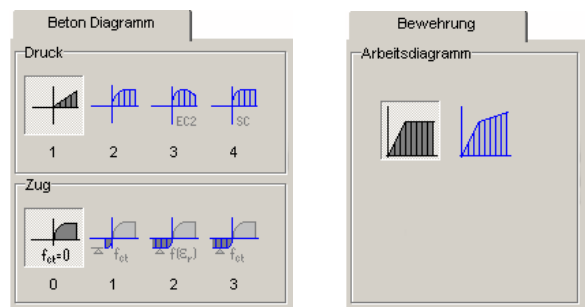 Beton Diagramm
Druck
EC2 SC
1 2 3 4
Zug
fct=0 fct f(εr) fct
0 1 2 3
Bewehrung
Arbeitsdiagramm